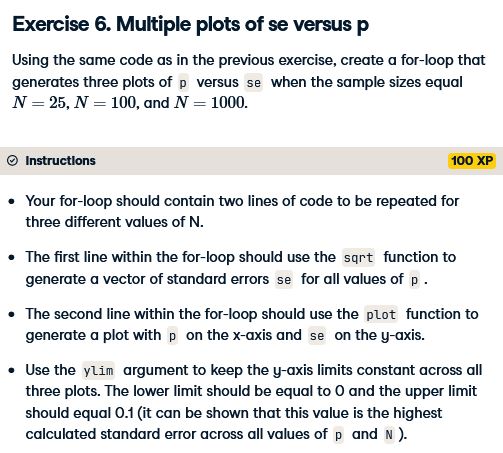 Exercise 6. Multiple plots of se versus p
Using the same code as in the previous exercise, create a for-loop that
generates three plots of p versus se when the sample sizes equal
N = 25, N = 100, and N = 1000.
Instructions
100 XP
• Your for-loop should contain two lines of code to be repeated for
three different values of N.
• The first line within the for-loop should use the sqrt function to
generate a vector of standard errors se for all values of p .
• The second line within the for-loop should use the plot function to
generate a plot with p on the x-axis and se on the y-axis.
• Use the ylim argument to keep the y-axis limits constant across all
three plots. The lower limit should be equal to 0 and the upper limit
should equal 0.1 (it can be shown that this value is the highest
calculated standard error across all values of p and N ).